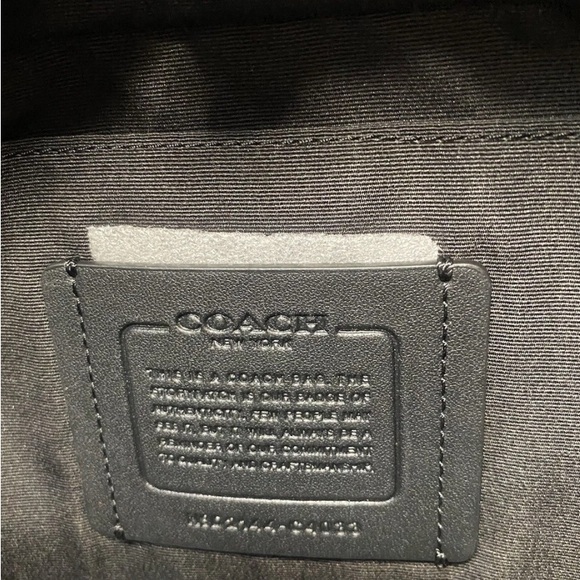 COACH
NEW YORK
THIS IS A COACH BAG. THE
STORYPATCH IS OUR BADGE OF
AUTHENTICITY. FEW PEOPLE MAY
SEE IT, BUT IT WILL ALWAYS BE A
REMINDER OF OUR COMMITMENT
TO QUALITY AND CRAFTSMANSHIP.